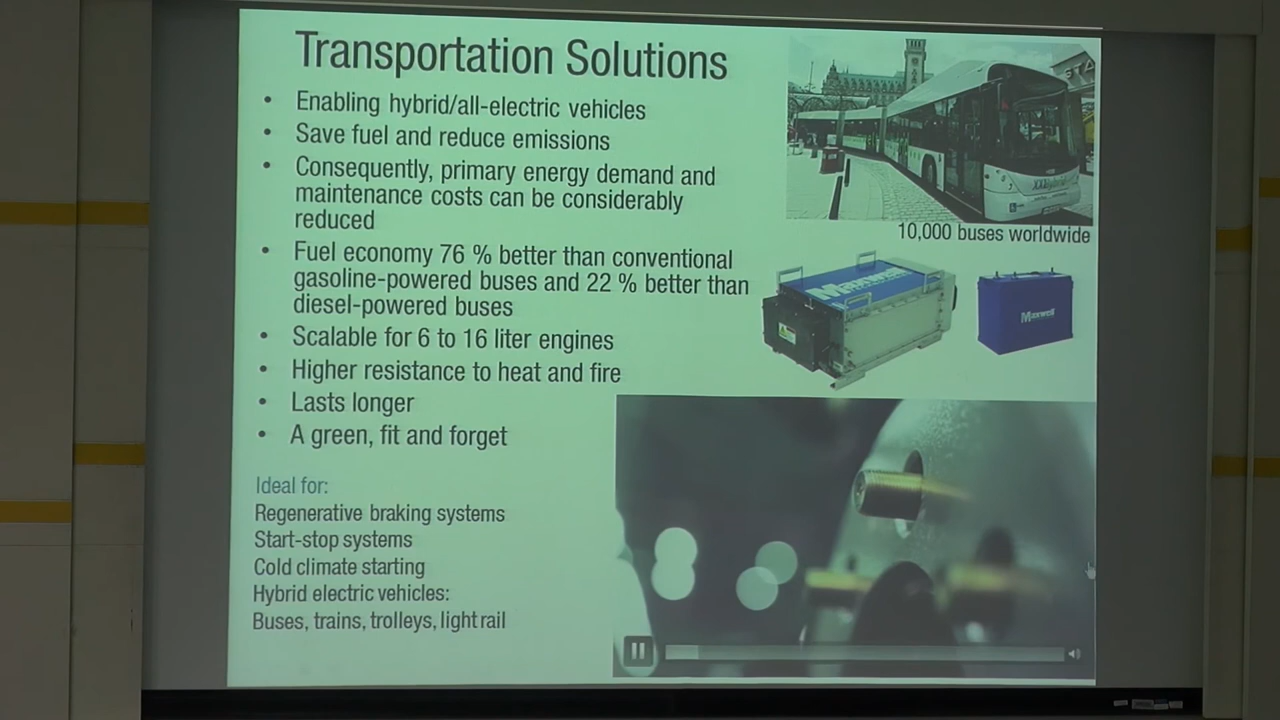 Transportation Solutions
• Enabling hybrid/all-electric vehicles
• Save fuel and reduce emissions
• Consequently, primary energy demand and
maintenance costs can be considerably
reduced
• Fuel economy 76 % better than conventional
gasoline-powered buses and 22 % better than
diesel-powered buses
• Scalable for 6 to 16 liter engines
• Higher resistance to heat and fire
• Lasts longer
• A green, fit and forget
Ideal for:
Regenerative braking systems
Start-stop systems
Cold climate starting
Hybrid electric vehicles:
Buses, trains, trolleys, light rail
10,000 buses worldwide
Maxwell
Maxwell